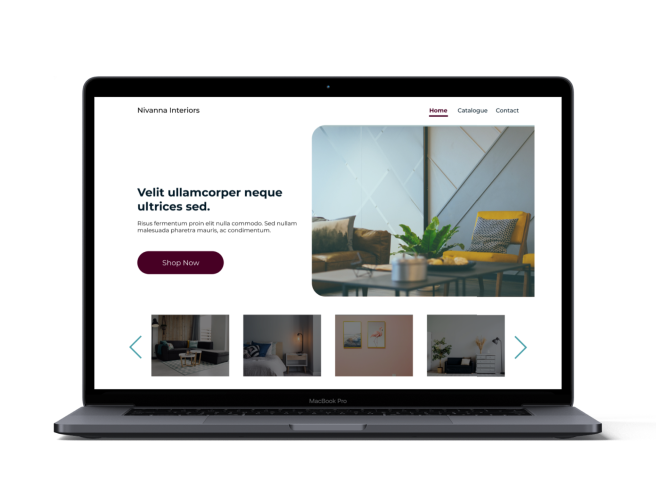 Nivanna Interiors
Home Catalogue Contact
Velit ullamcorper neque
ultrices sed.
Risus fermentum proin elit nulla commodo. Sed nullam
malesuada pharetra mauris, ac condimentum.
Shop Now
MacBook Pro